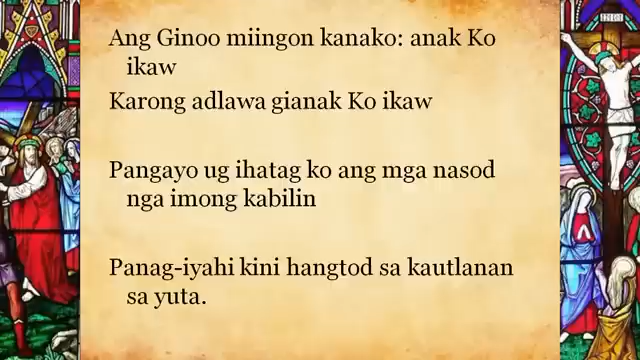 Ang Ginoo miingon kanako: anak Ko
ikaw
Karong adlawa gianak Ko ikaw
Pangayo ug ihatag ko ang mga nasod
nga imong kabilin
Panag-iyahi kini hangtod sa kautlanan
sa yuta.